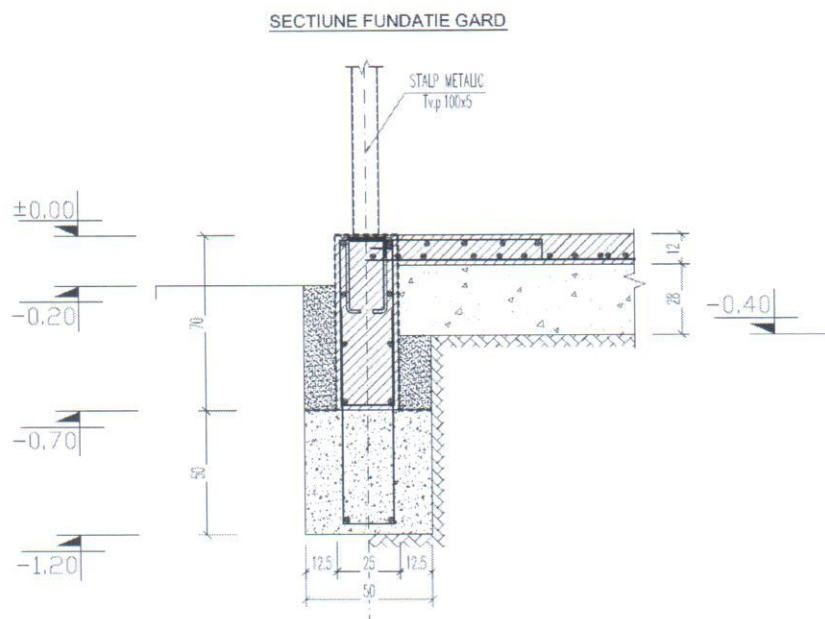 SECTIUNE FUNDATIE GARD
STALP METALIC
Tv.p.100x5
±0.00
-0.20
12
28
-0.40
70
-0.70
50
-1.20
12.5 25 12.5
50